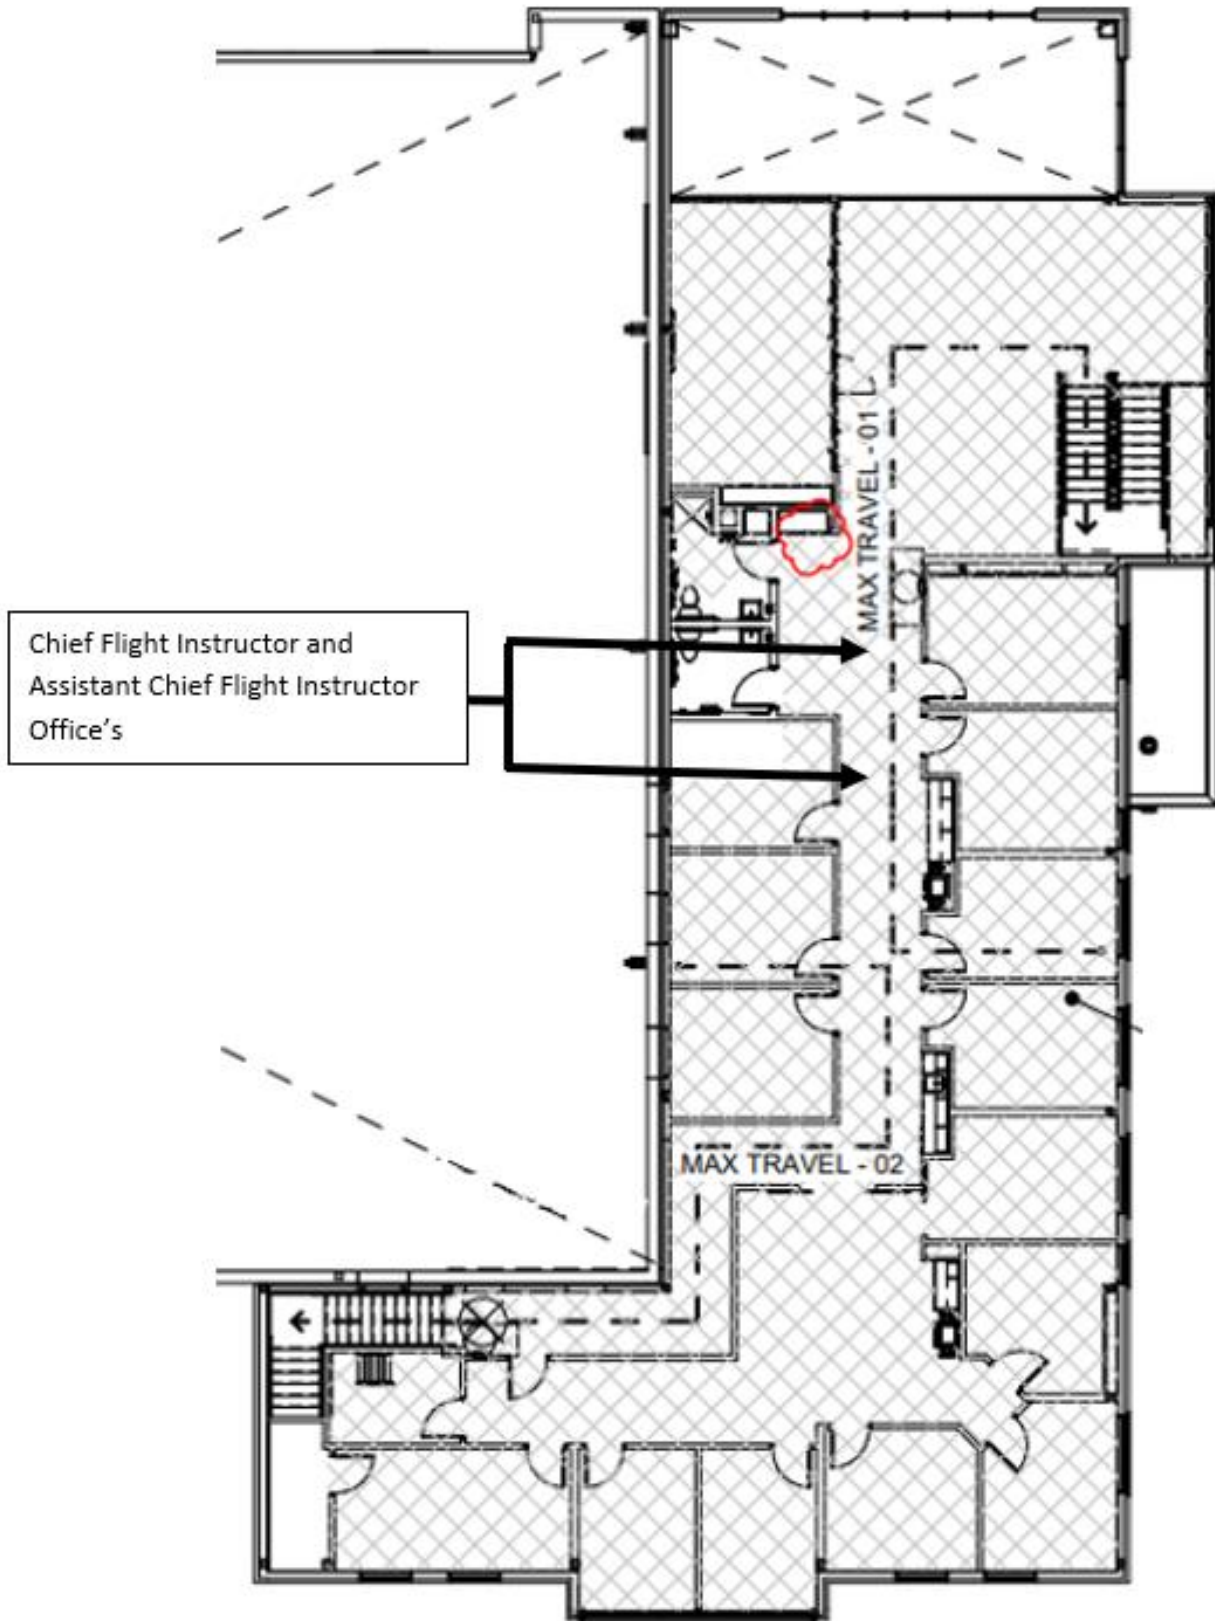 MAX TRAVEL - 01
Chief Flight Instructor and
Assistant Chief Flight Instructor
Office's
MAX TRAVEL - 02